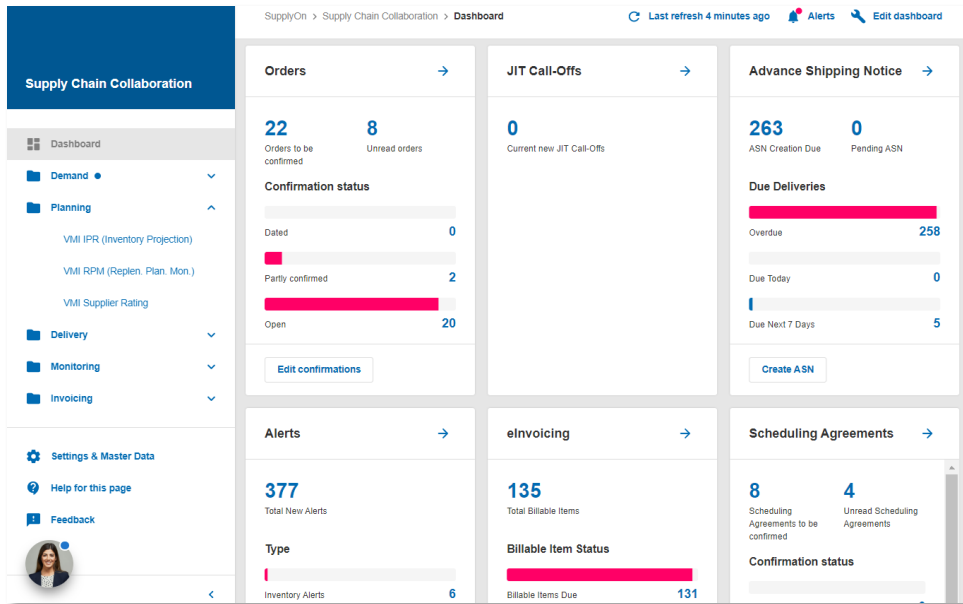 SupplyOn > Supply Chain Collaboration > Dashboard
Last refresh 4 minutes ago
Alerts
Edit dashboard
Supply Chain Collaboration
Dashboard
Demand
Planning
VMI IPR (Inventory Projection)
VMI RPM (Replen. Plan. Mon.)
VMI Supplier Rating
Delivery
Monitoring
Invoicing
Settings & Master Data
Help for this page
Feedback
Orders
22
Orders to be
confirmed
8
Unread orders
Confirmation status
Dated 0
Partly confirmed 2
Open 20
Edit confirmations
JIT Call-Offs
0
Current new JIT Call-Offs
Advance Shipping Notice
263
ASN Creation Due
0
Pending ASN
Due Deliveries
Overdue 258
Due Today 0
Due Next 7 Days 5
Create ASN
Alerts
377
Total New Alerts
Type
Inventory Alerts 6
eInvoicing
135
Total Billable Items
Billable Item Status
Billable Items Due 131
Scheduling Agreements
8
Scheduling
Agreements to be
confirmed
4
Unread Scheduling
Agreements
Confirmation status